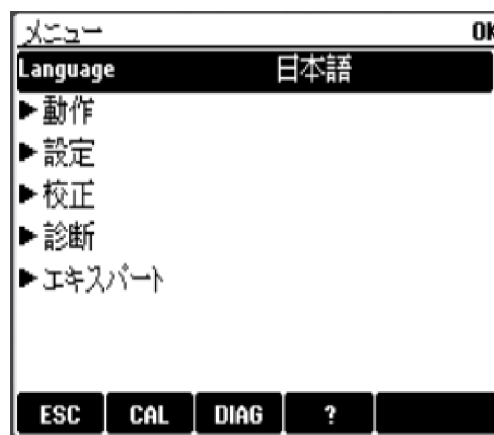 メニュー OK
Language 日本語
▶動作
▶設定
▶校正
▶診断
▶エキスパート
ESC CAL DIAG ?